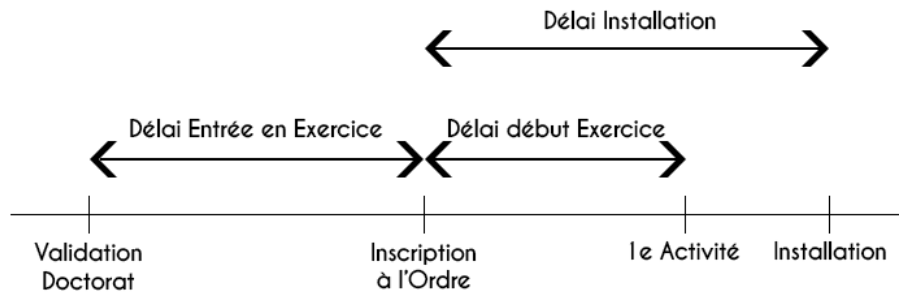 Délai Installation
Délai Entrée en Exercice
Délai début Exercice
Validation
Doctorat
Inscription
à l'Ordre
1e Activité
Installation